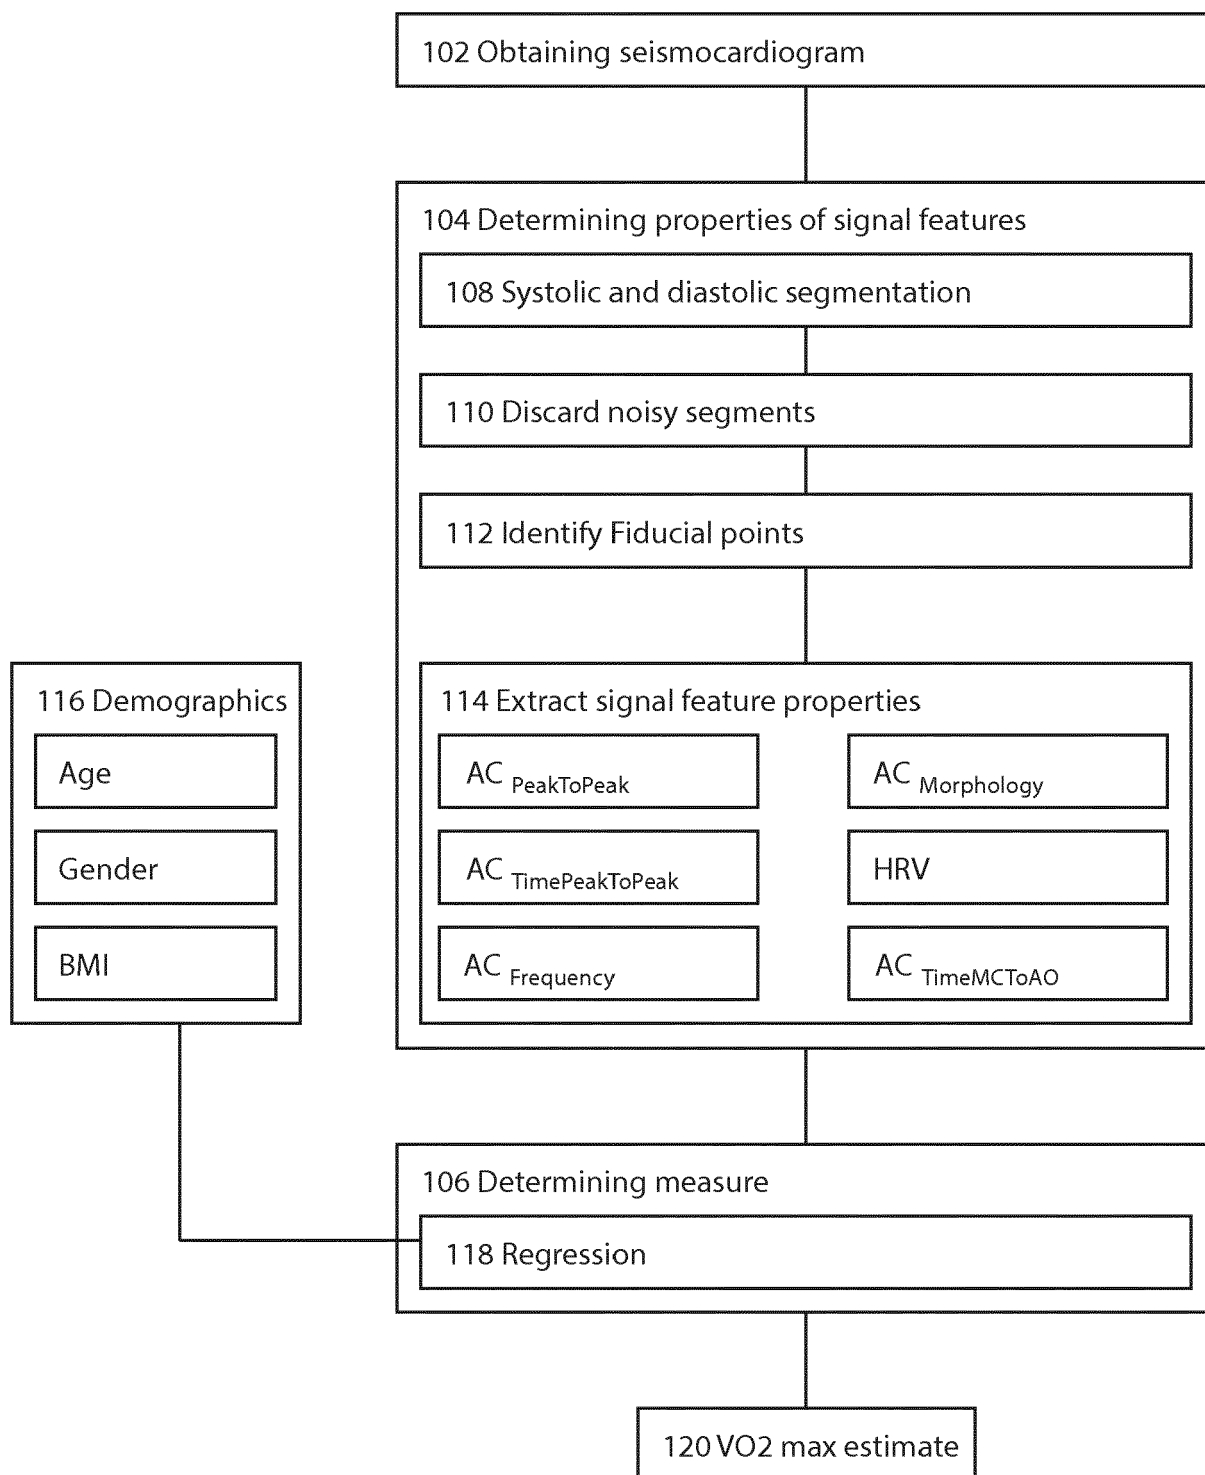 102 Obtaining seismocardiogram
104 Determining properties of signal features
108 Systolic and diastolic segmentation
110 Discard noisy segments
112 Identify Fiducial points
116 Demographics
Age
Gender
BMI
114 Extract signal feature properties
AC PeakToPeak
AC Morphology
AC TimePeakToPeak
HRV
AC Frequency
AC TimeMCToAO
106 Determining measure
118 Regression
120 VO2 max estimate